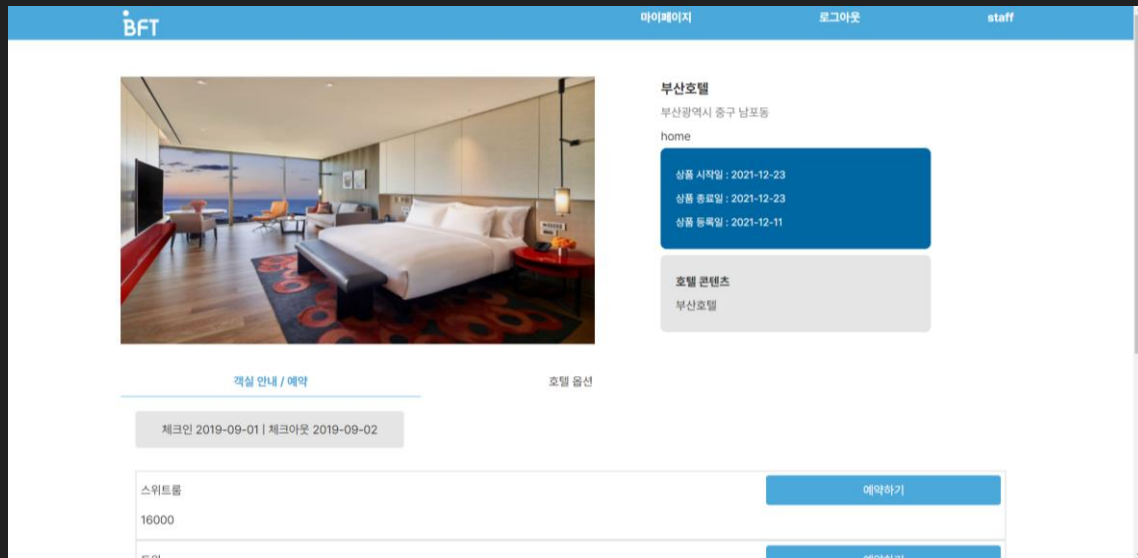 BFT
마이페이지 로그아웃 staff
부산호텔
부산광역시 중구 남포동
home
상품 시작일 : 2021-12-23
상품 종료일 : 2021-12-23
상품 등록일 : 2021-12-11
호텔 콘텐츠
부산호텔
객실 안내 / 예약 호텔 옵션
체크인 2019-09-01 | 체크아웃 2019-09-02
스위트룸 예약하기
16000
예약하기